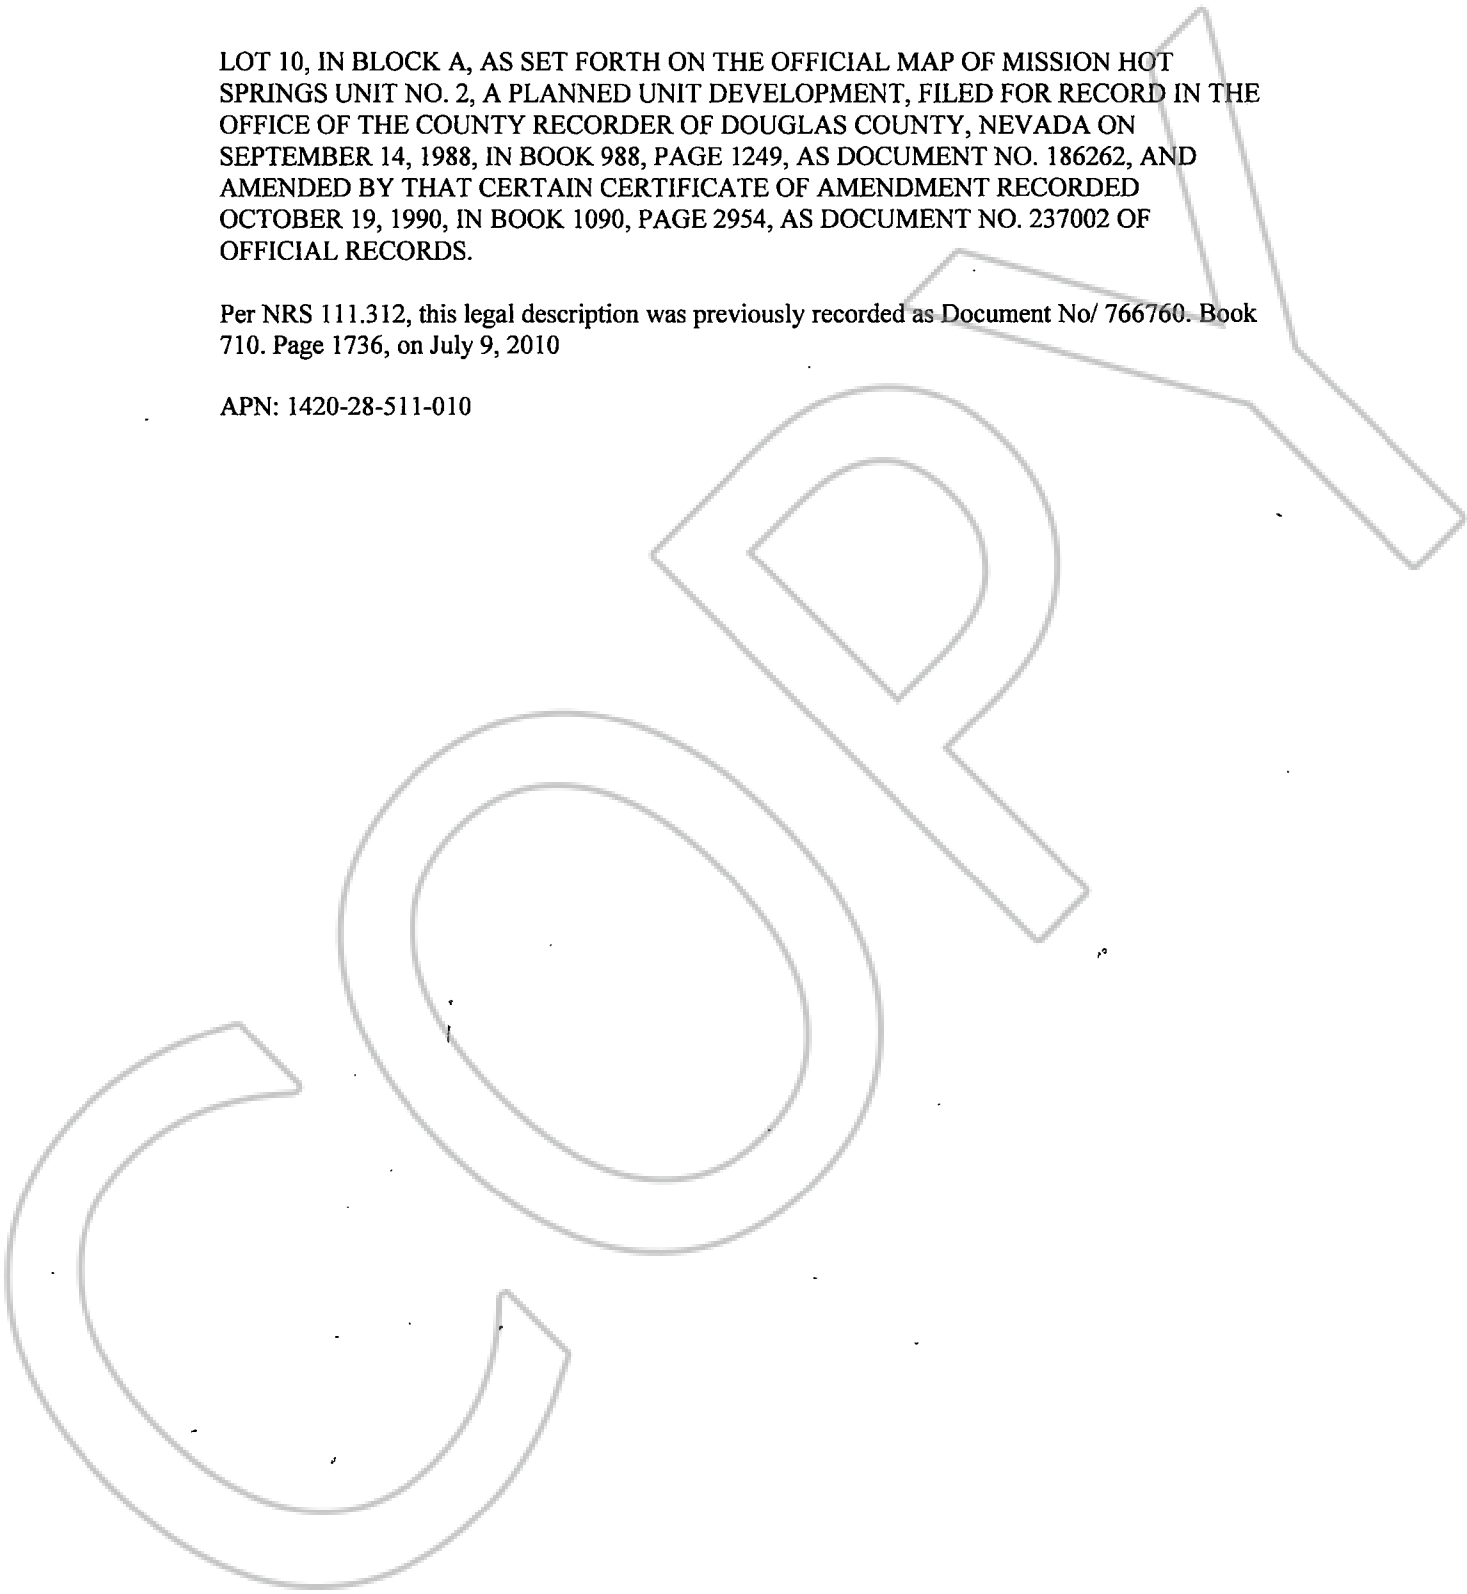 LOT 10, IN BLOCK A, AS SET FORTH ON THE OFFICIAL MAP OF MISSION HOT
SPRINGS UNIT NO. 2, A PLANNED UNIT DEVELOPMENT, FILED FOR RECORD IN THE
OFFICE OF THE COUNTY RECORDER OF DOUGLAS COUNTY, NEVADA ON
SEPTEMBER 14, 1988, IN BOOK 988, PAGE 1249, AS DOCUMENT NO. 186262, AND
AMENDED BY THAT CERTAIN CERTIFICATE OF AMENDMENT RECORDED
OCTOBER 19, 1990, IN BOOK 1090, PAGE 2954, AS DOCUMENT NO. 237002 OF
OFFICIAL RECORDS.
Per NRS 111.312, this legal description was previously recorded as Document No/ 766760. Book
710. Page 1736, on July 9, 2010
APN: 1420-28-511-010
COPY